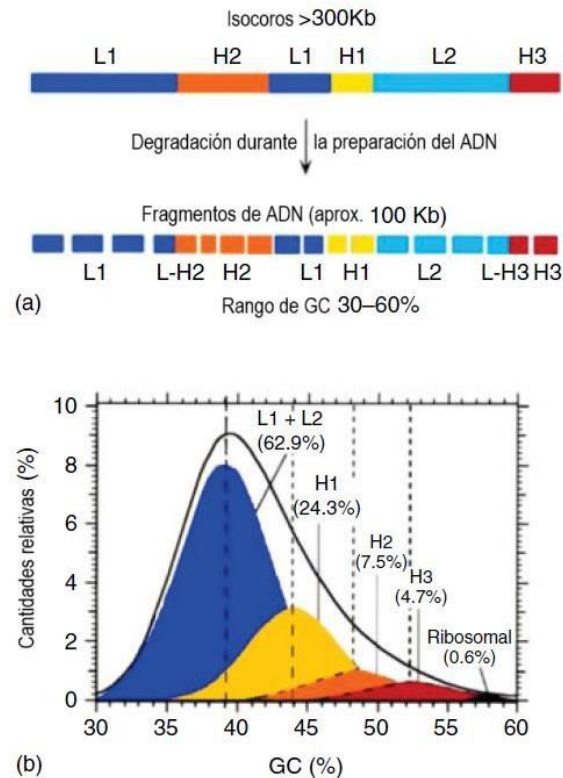 Isocoros >300Kb
L1 H2 L1 H1 L2 H3
Degradación durante la preparación del ADN
Fragmentos de ADN (aprox. 100 Kb)
L1 L-H2 H2 L1 H1 L2 L-H3 H3
(a) Rango de GC 30–60%
10
8
6
4
2
0
Cantidades relativas (%)
L1 + L2
(62.9%)
H1
(24.3%)
H2
(7.5%)
H3
(4.7%)
Ribosomal
(0.6%)
30 35 40 45 50 55 60
(b) GC (%)